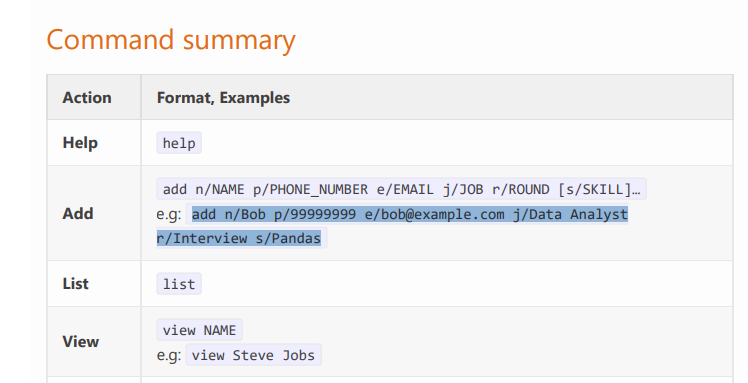 Command summary
Action Format, Examples
Help help
add n/NAME p/PHONE_NUMBER e/EMAIL j/JOB r/ROUND [s/SKILL]…
Add e.g: add n/Bob p/99999999 e/bob@example.com j/Data Analyst
r/Interview s/Pandas
List list
view NAME
View
e.g: view Steve Jobs